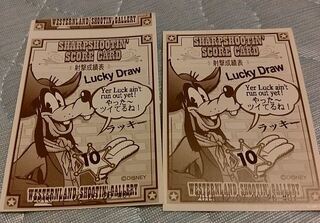 WESTERNLAND SHOOTIN' GALLERY
SHARPSHOOTIN'
SCORE CARD
射撃成績表
Lucky Draw
Yer Luck ain't
run out yet!
やったー
ツイてるね!
ラッキー
10
©DISNEY
WESTERNLAND SHOOTIN' GALLERY
SHARPSHOOTIN'
SCORE CARD
射撃成績表
Lucky Draw
Yer Luck ain't
run out yet!
やったー
ツイてるね!
ラッキー
10
©DISNEY
WESTERNLAND SHOOTIN' GALLERY